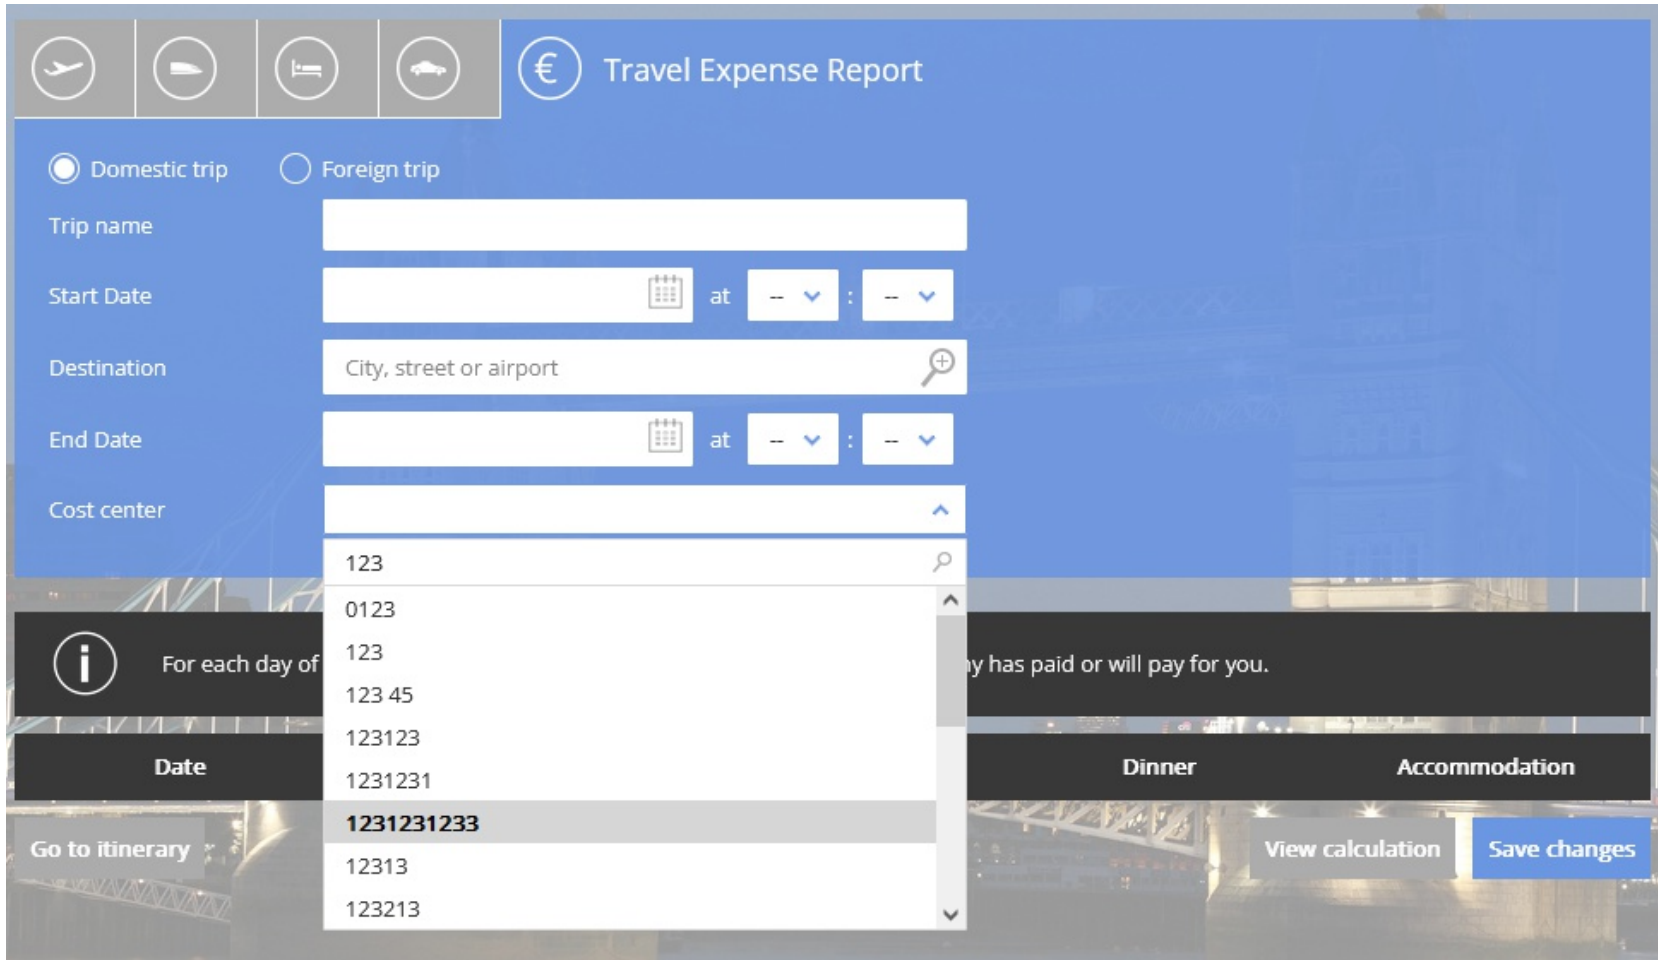 € Travel Expense Report
Domestic trip Foreign trip
Trip name
Start Date at -- : --
Destination City, street or airport
End Date at -- : --
Cost center
123
0123
123
123 45
123123
1231231
1231231233
12313
123213
i For each day of y has paid or will pay for you.
Date Dinner Accommodation
Go to itinerary View calculation Save changes